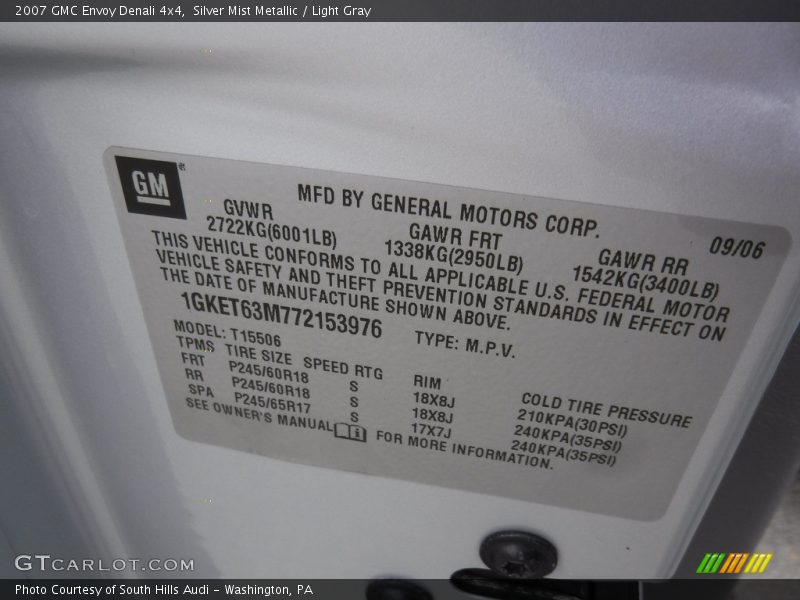 2007 GMC Envoy Denali 4x4, Silver Mist Metallic / Light Gray
GM®
MFD BY GENERAL MOTORS CORP.
09/06
GVWR GAWR FRT GAWR RR
2722KG(6001LB) 1338KG(2950LB) 1542KG(3400LB)
THIS VEHICLE CONFORMS TO ALL APPLICABLE U.S. FEDERAL MOTOR
VEHICLE SAFETY AND THEFT PREVENTION STANDARDS IN EFFECT ON
THE DATE OF MANUFACTURE SHOWN ABOVE.
1GKET63M772153976 TYPE: M.P.V.
MODEL: T15506
TPMS TIRE SIZE SPEED RTG RIM COLD TIRE PRESSURE
FRT P245/60R18 S 18X8J 210KPA(30PSI)
RR P245/60R18 S 18X8J 240KPA(35PSI)
SPA P245/65R17 S 17X7J 240KPA(35PSI)
SEE OWNER'S MANUAL FOR MORE INFORMATION.
GTCARLOT.COM
Photo Courtesy of South Hills Audi - Washington, PA